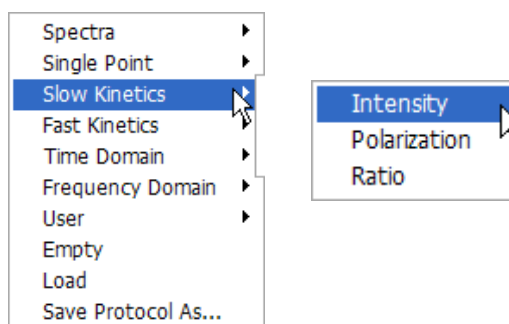 Spectra
Single Point
Slow Kinetics
Fast Kinetics
Time Domain
Frequency Domain
User
Empty
Load
Save Protocol As...
Intensity
Polarization
Ratio